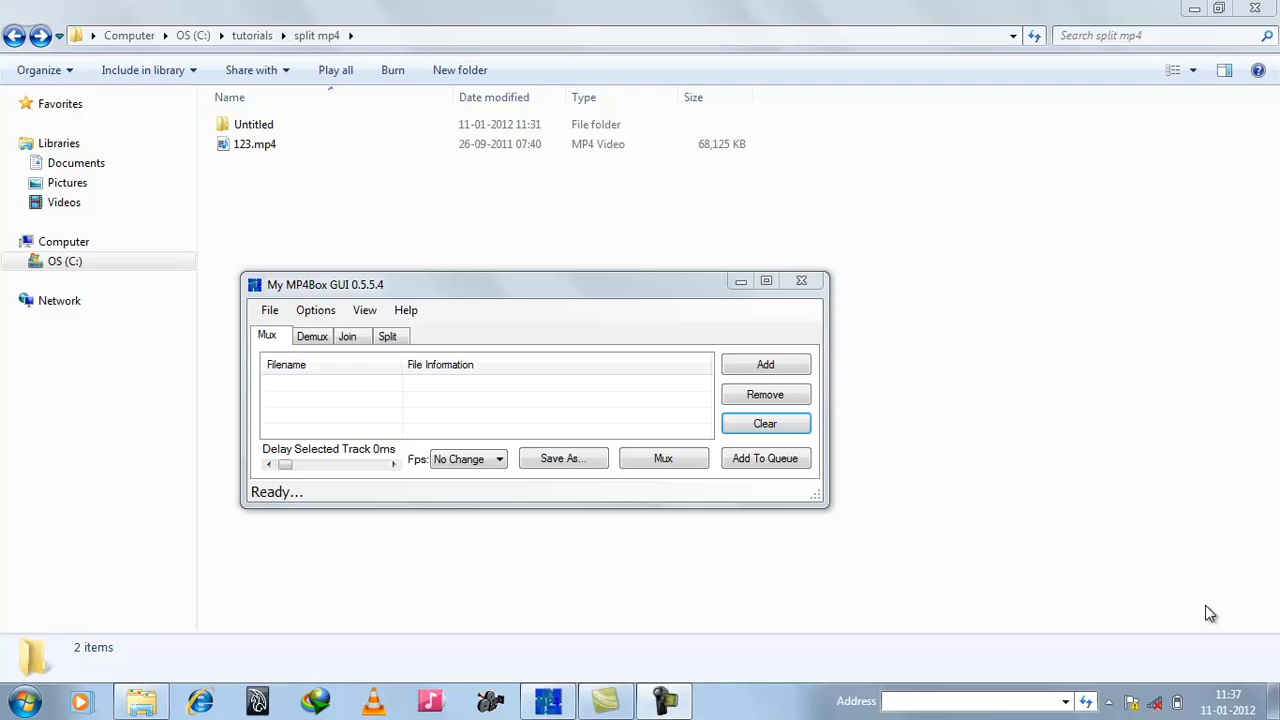 Computer OS (C:) tutorials split mp4 Search split mp4
Organize Include in library Share with Play all Burn New folder
Name Date modified Type Size
Favorites
Untitled 11-01-2012 11:31 File folder
123.mp4 26-09-2011 07:40 MP4 Video 68,125 KB
Libraries
Documents
Pictures
Videos
Computer
OS (C:)
Network
My MP4Box GUI 0.5.5.4
File Options View Help
Mux Demux Join Split
Filename File Information Add
Remove
Clear
Delay Selected Track 0ms
Fps: No Change Save As... Mux Add To Queue
Ready...
2 items
Address
11:37
11-01-2012